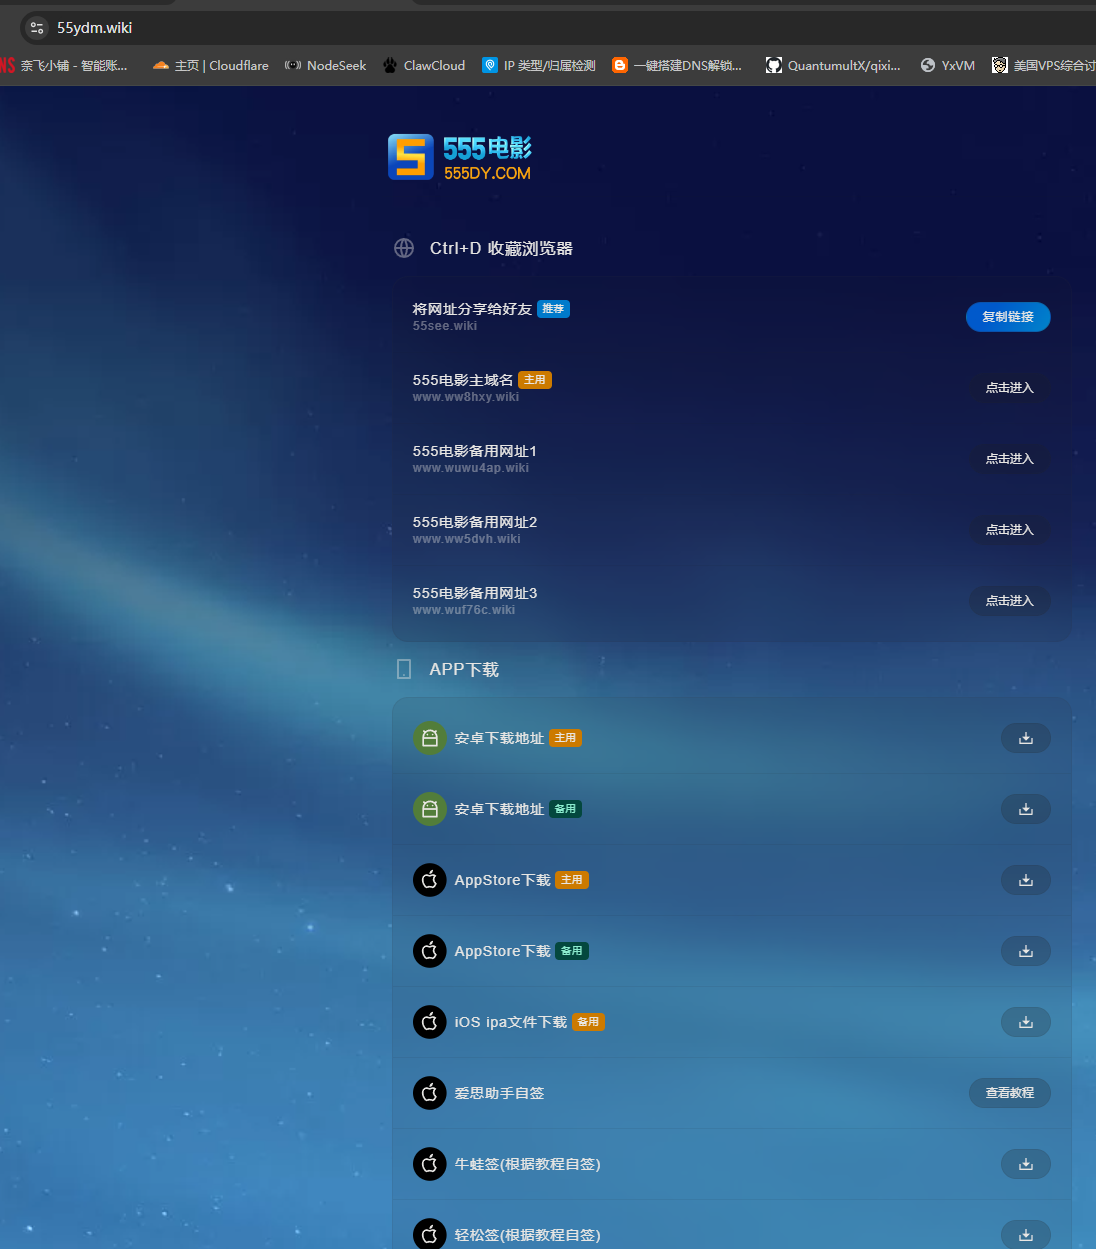 55ydm.wiki
NS 奈飞小铺 - 智能账...
主页 | Cloudflare
NodeSeek
ClawCloud
IP 类型/归属检测
一键搭建DNS解锁...
QuantumultX/qixi...
YxVM
美国VPS综合讨
555电影
555DY.COM
Ctrl+D 收藏浏览器
将网址分享给好友 推荐
55see.wiki
复制链接
555电影主域名 主用
www.ww8hxy.wiki
点击进入
555电影备用网址1
www.wuwu4ap.wiki
点击进入
555电影备用网址2
www.ww5dvh.wiki
点击进入
555电影备用网址3
www.wuf76c.wiki
点击进入
APP下载
安卓下载地址 主用
安卓下载地址 备用
AppStore下载 主用
AppStore下载 备用
iOS ipa文件下载 备用
爱思助手自签
查看教程
牛蛙签(根据教程自签)
轻松签(根据教程自签)